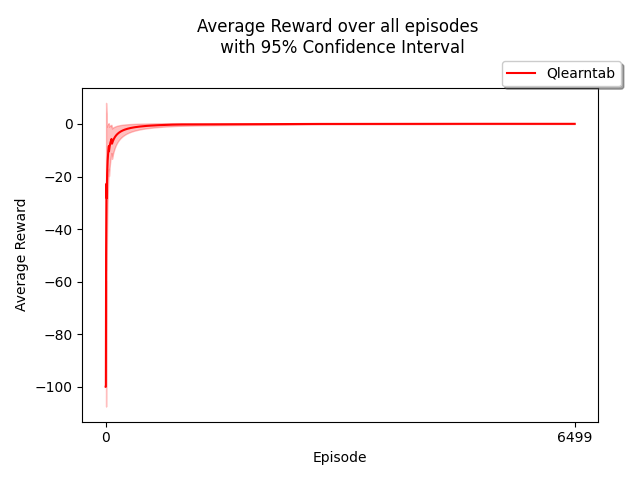 Average Reward over all episodes
with 95% Confidence Interval
Qlearntab
0
−20
−40
−60
−80
−100
Average Reward
0
6499
Episode